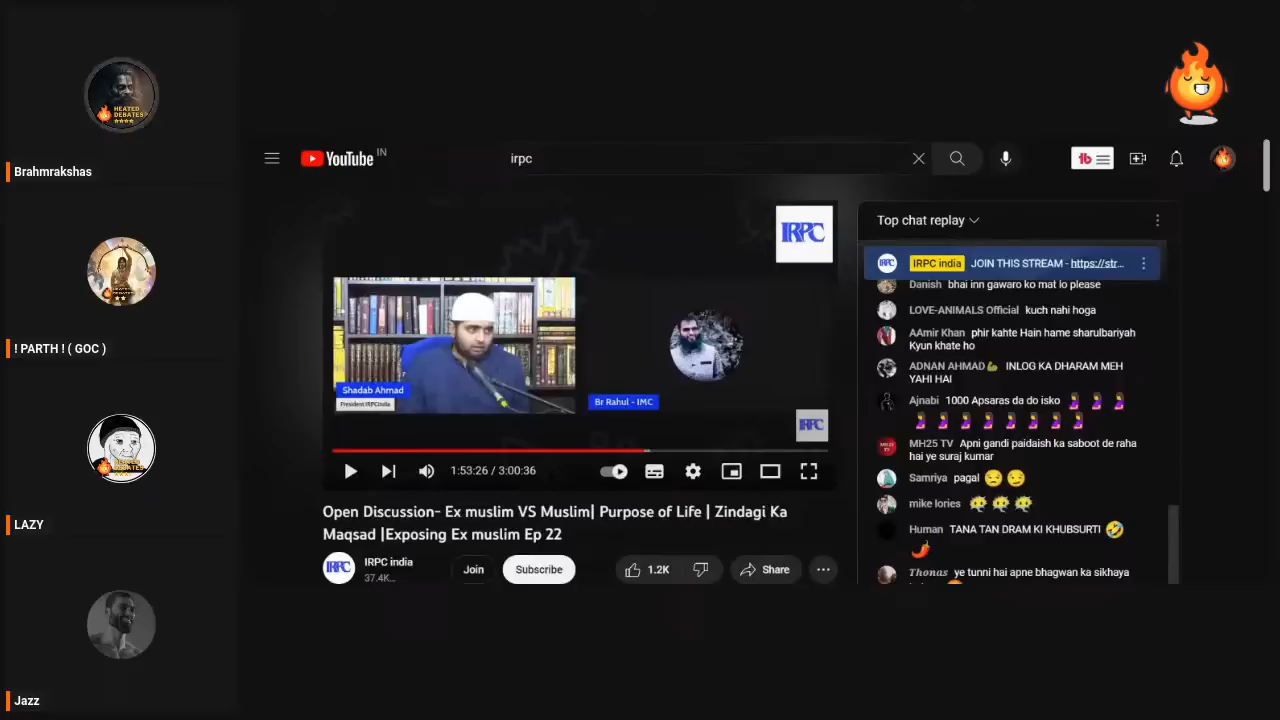 HEATED
DEBATES
Brahmrakshas
! PARTH ! ( GOC )
LAZY
Jazz
YouTube IN
irpc
tb
IRPC
Shadab Ahmad
President IRPCIndia
Br Rahul - IMC
IRPC
1:53:26 / 3:00:36
Open Discussion- Ex muslim VS Muslim| Purpose of Life | Zindagi Ka
Maqsad |Exposing Ex muslim Ep 22
IRPC
IRPC india
37.4K...
Join
Subscribe
1.2K
Share
Top chat replay
IRPC india JOIN THIS STREAM - https://str...
Danish bhai inn gawaro ko mat lo please
LOVE-ANIMALS Official kuch nahi hoga
AAmir Khan phir kahte Hain hame sharulbariyah
Kyun khate ho
ADNAN AHMAD💪 INLOG KA DHARAM MEH
YAHI HAI
Ajnabi 1000 Apsaras da do isko
MH25 TV Apni gandi paidaish ka saboot de raha
hai ye suraj kumar
Samriya pagal
mike lories
Human TANA TAN DRAM KI KHUBSURTI
Thonas ye tunni hai apne bhagwan ka sikhaya